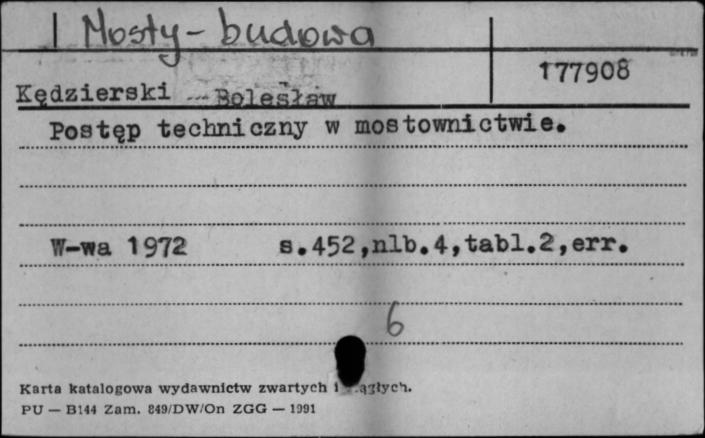 | Mosty - budowa
177908
Kędzierski Bolesław
Postęp techniczny w mostownictwie.
W-wa 1972 s.452,nlb.4,tabl.2,err.
6
Karta katalogowa wydawnictw zwartych i
PU — B144 Zam. 849/DW/On ZGG — 1991